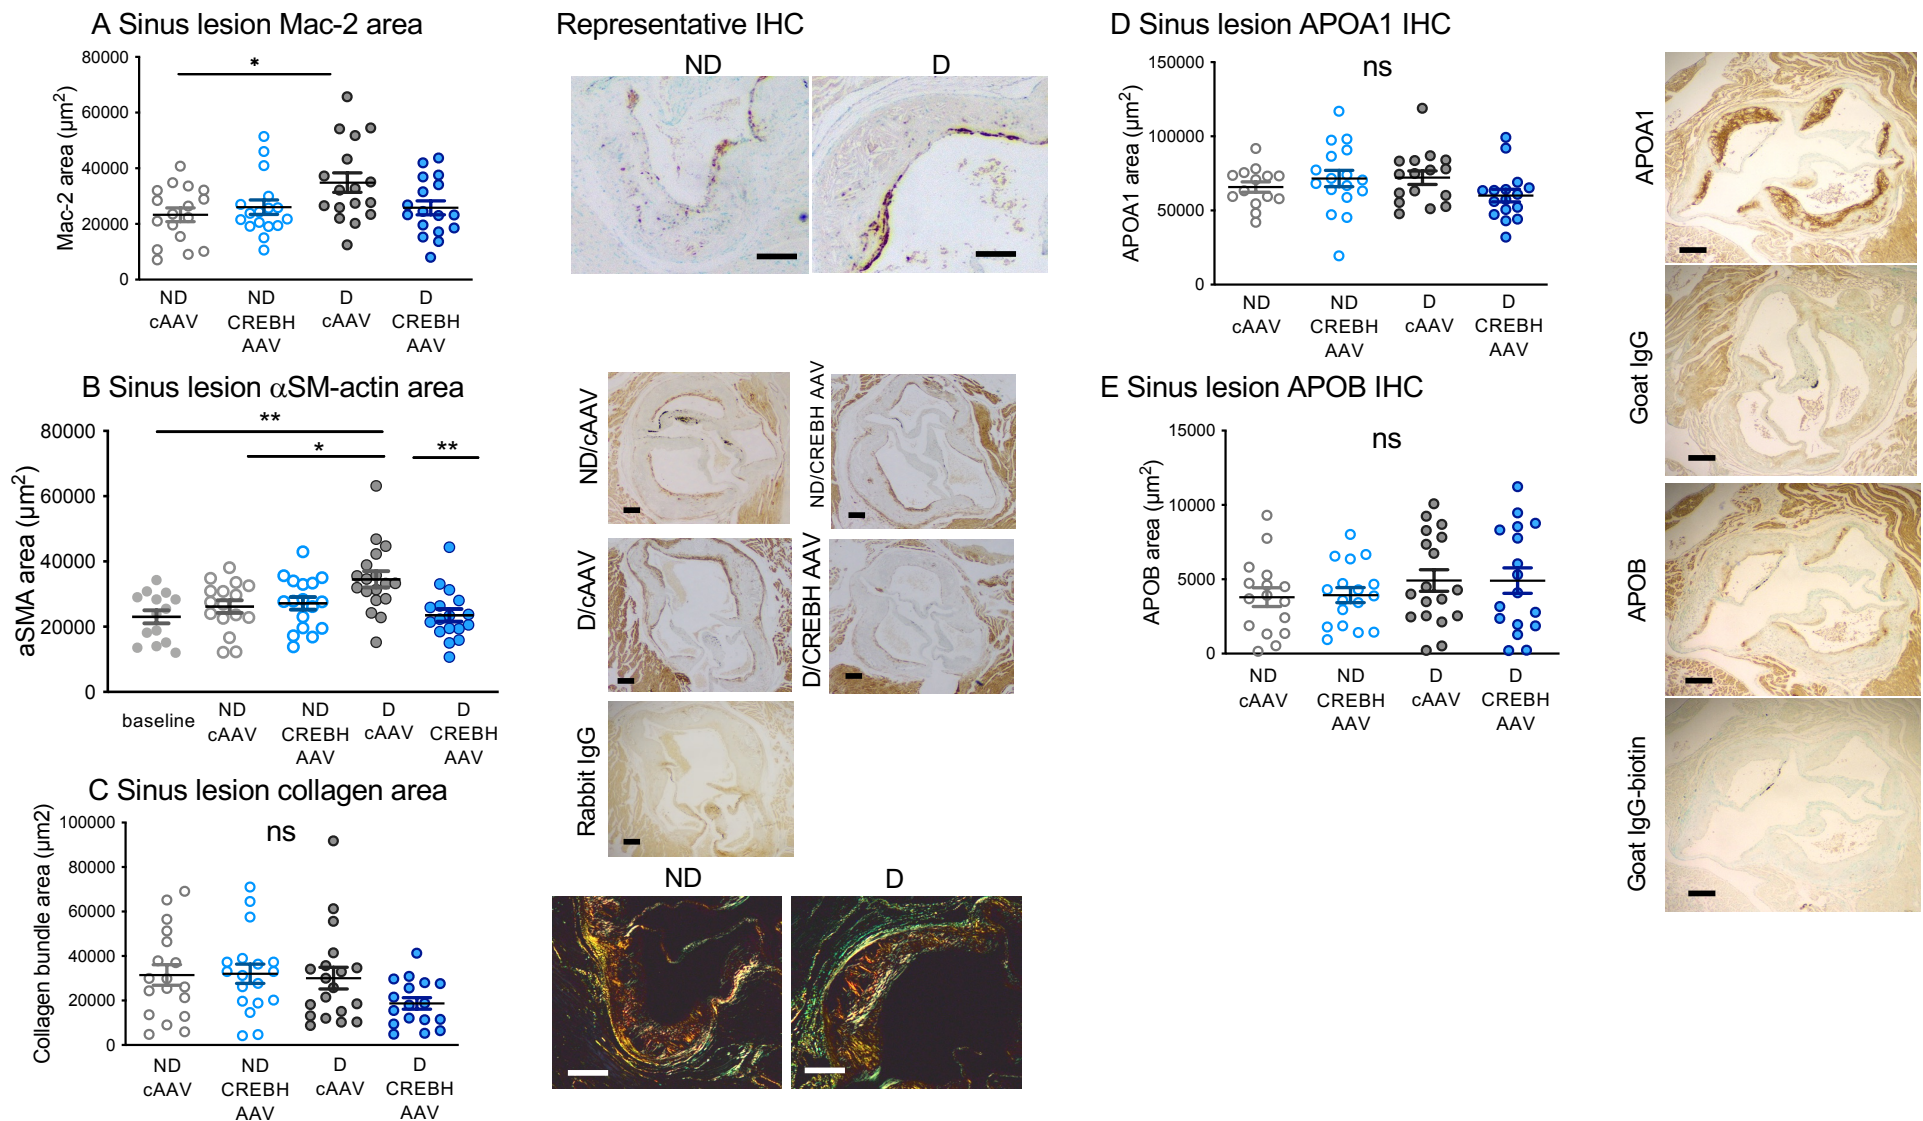 A Sinus lesion Mac-2 area
80000
60000
40000
20000
0
Mac-2 area (µm²)
*
ND
cAAV
ND
CREBH
AAV
D
cAAV
D
CREBH
AAV
Representative IHC
ND
D
B Sinus lesion αSM-actin area
80000
60000
40000
20000
0
aSMA area (µm²)
**
*
**
baseline
ND
cAAV
ND
CREBH
AAV
D
cAAV
D
CREBH
AAV
ND/cAAV
ND/CREBH AAV
D/cAAV
D/CREBH AAV
Rabbit IgG
C Sinus lesion collagen area
100000
80000
60000
40000
20000
0
Collagen bundle area (µm2)
ns
ND
cAAV
ND
CREBH
AAV
D
cAAV
D
CREBH
AAV
ND
D
D Sinus lesion APOA1 IHC
150000
100000
50000
0
APOA1 area (µm²)
ns
ND
cAAV
ND
CREBH
AAV
D
cAAV
D
CREBH
AAV
E Sinus lesion APOB IHC
15000
10000
5000
0
APOB area (µm²)
ns
ND
cAAV
ND
CREBH
AAV
D
cAAV
D
CREBH
AAV
APOA1
Goat IgG
APOB
Goat IgG-biotin